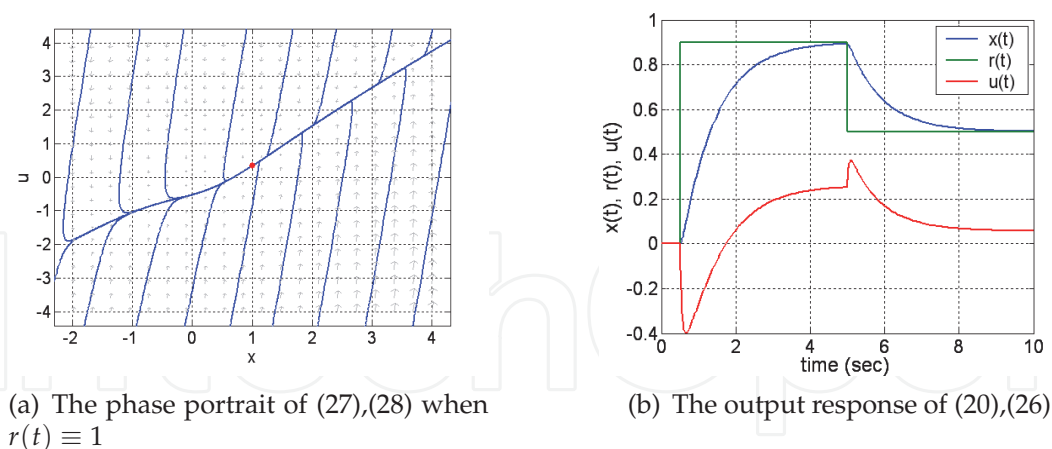 4
3
2
1
0
-1
-2
-3
-4
u
-2 -1 0 1 2 3 4
x
1
0.8
0.6
0.4
0.2
0
-0.2
-0.4
x(t), r(t), u(t)
x(t)
r(t)
u(t)
0 2 4 6 8 10
time (sec)
(a) The phase portrait of (27),(28) when
r(t) ≡ 1
(b) The output response of (20),(26)